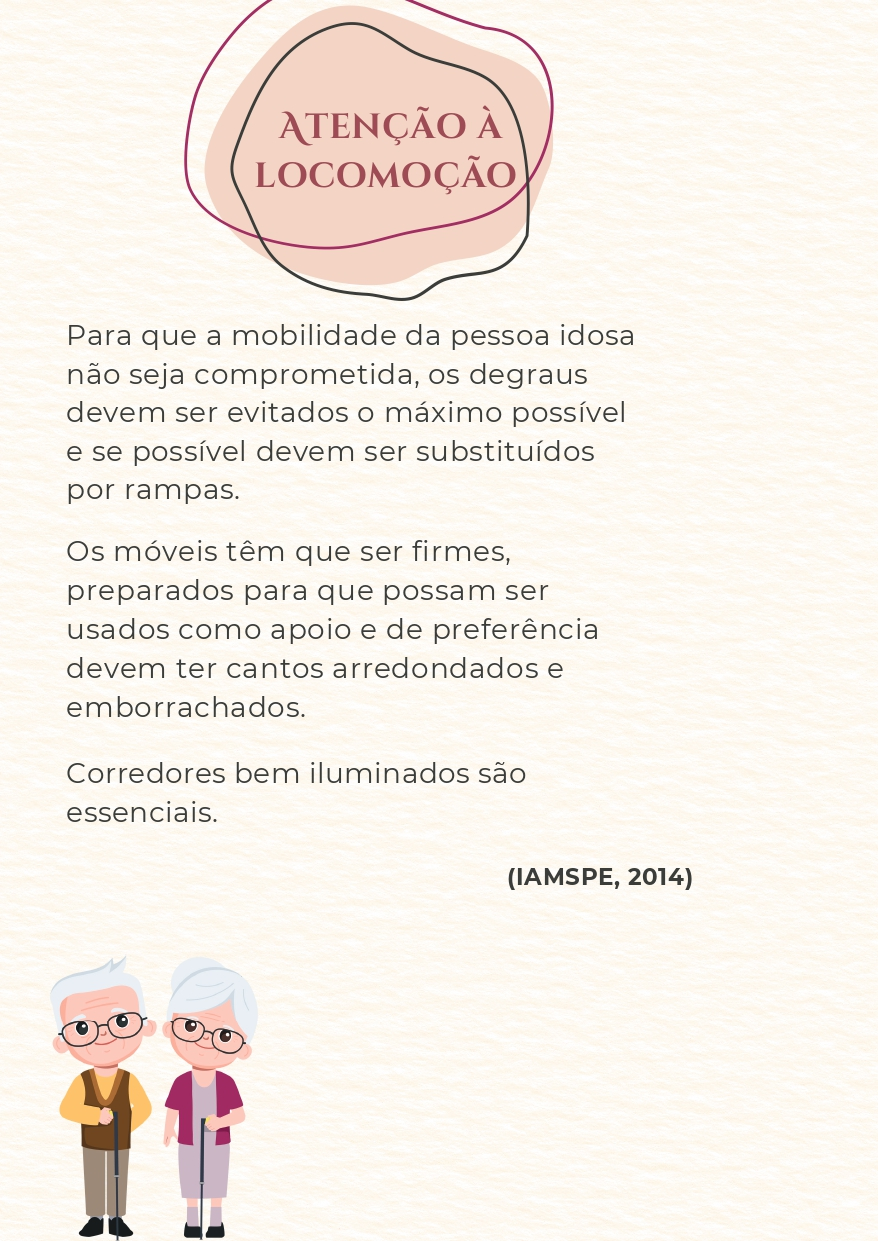 Atenção à
locomoção
Para que a mobilidade da pessoa idosa
não seja comprometida, os degraus
devem ser evitados o máximo possível
e se possível devem ser substituídos
por rampas.
Os móveis têm que ser firmes,
preparados para que possam ser
usados como apoio e de preferência
devem ter cantos arredondados e
emborrachados.
Corredores bem iluminados são
essenciais.
(IAMSPE, 2014)